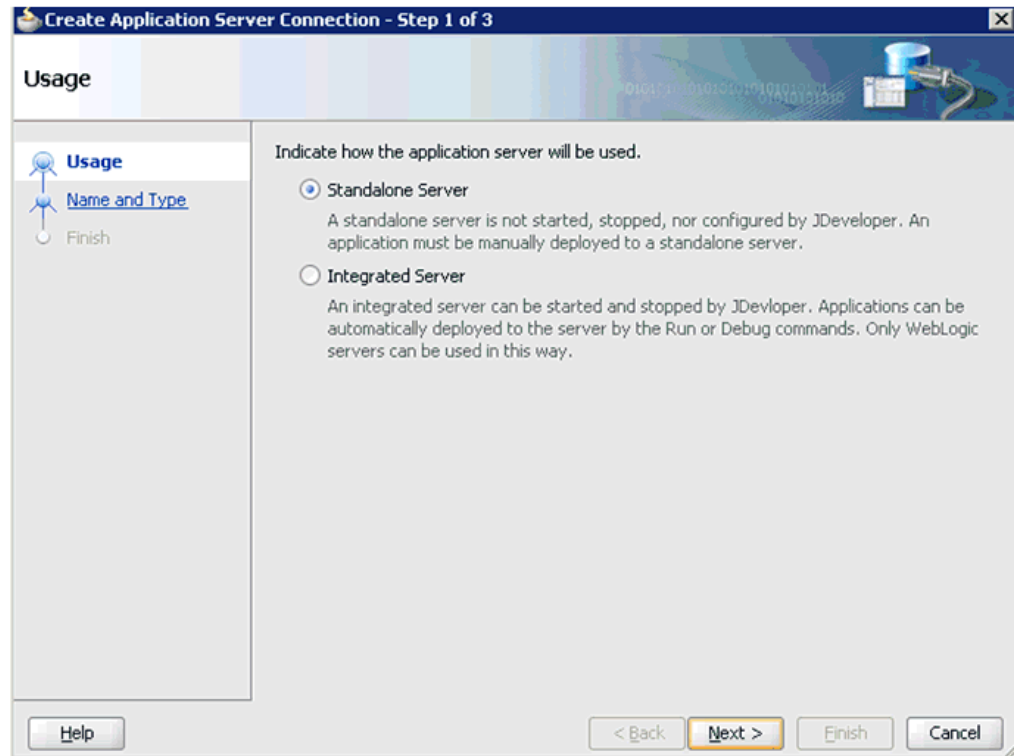 Create Application Server Connection - Step 1 of 3
Usage
Usage
Name and Type
Finish
Indicate how the application server will be used.
Standalone Server
A standalone server is not started, stopped, nor configured by JDeveloper. An
application must be manually deployed to a standalone server.
Integrated Server
An integrated server can be started and stopped by JDevloper. Applications can be
automatically deployed to the server by the Run or Debug commands. Only WebLogic
servers can be used in this way.
Help
< Back
Next >
Finish
Cancel